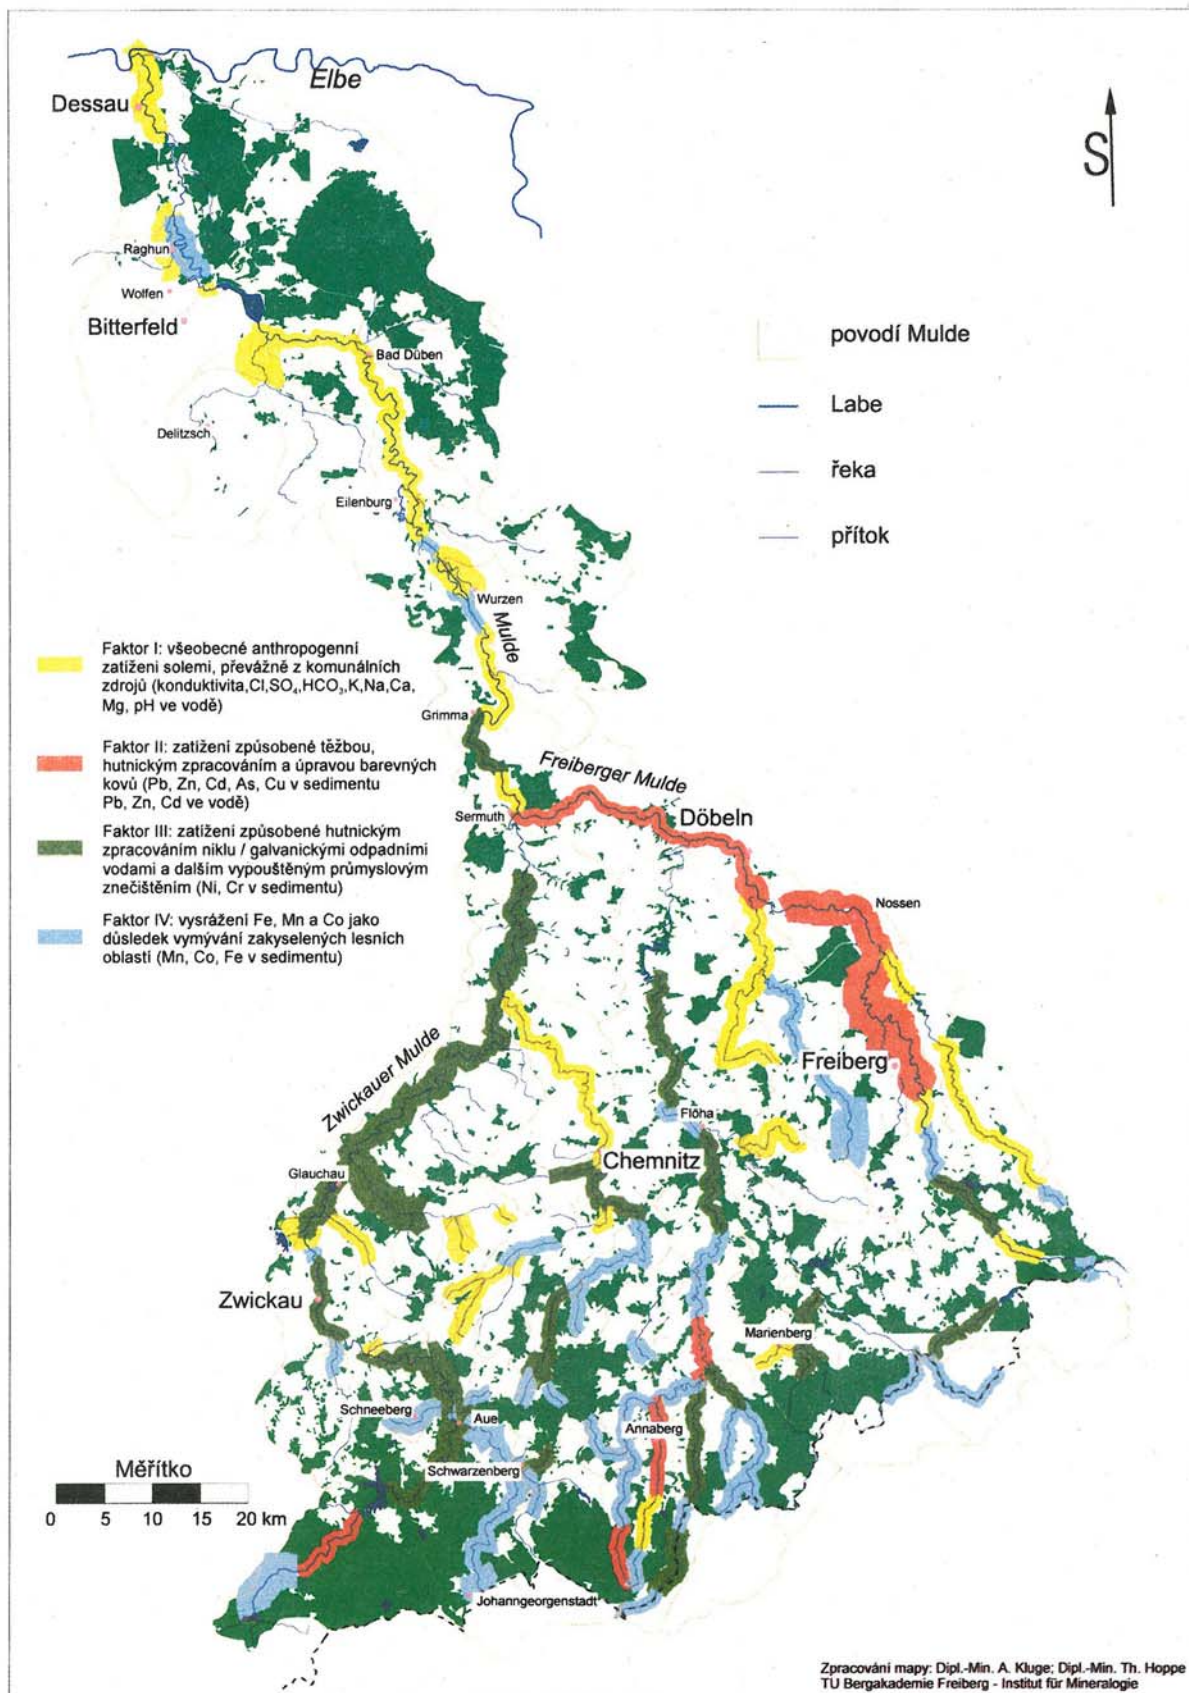 Elbe
Dessau
S
Raghun
Wolfen
Bitterfeld
povodí Mulde
Bad Düben
Labe
Delitzsch
řeka
Eilenburg
přítok
Wurzen
Mulde
Faktor I: všeobecné anthropogenní
zatížení solemi, převážně z komunálních
zdrojů (konduktivita,Cl,SO₄,HCO₃,K,Na,Ca,
Mg, pH ve vodě)
Grimma
Faktor II: zatížení způsobené těžbou,
hutnickým zpracováním a úpravou barevných
kovů (Pb, Zn, Cd, As, Cu v sedimentu
Pb, Zn, Cd ve vodě)
Freiberger Mulde
Sermuth
Döbeln
Faktor III: zatížení způsobené hutnickým
zpracováním niklu / galvanickými odpadními
vodami a dalším vypouštěným průmyslovým
znečištěním (Ni, Cr v sedimentu)
Nossen
Faktor IV: vysrážení Fe, Mn a Co jako
důsledek vymývání zakyselených lesních
oblastí (Mn, Co, Fe v sedimentu)
Zwickauer Mulde
Freiberg
Flöha
Chemnitz
Glauchau
Zwickau
Marienberg
Schneeberg
Aue
Annaberg
Schwarzenberg
Měřítko
0 5 10 15 20 km
Johanngeorgenstadt
Zpracování mapy: Dipl.-Min. A. Kluge; Dipl.-Min. Th. Hoppe
TU Bergakademie Freiberg - Institut für Mineralogie